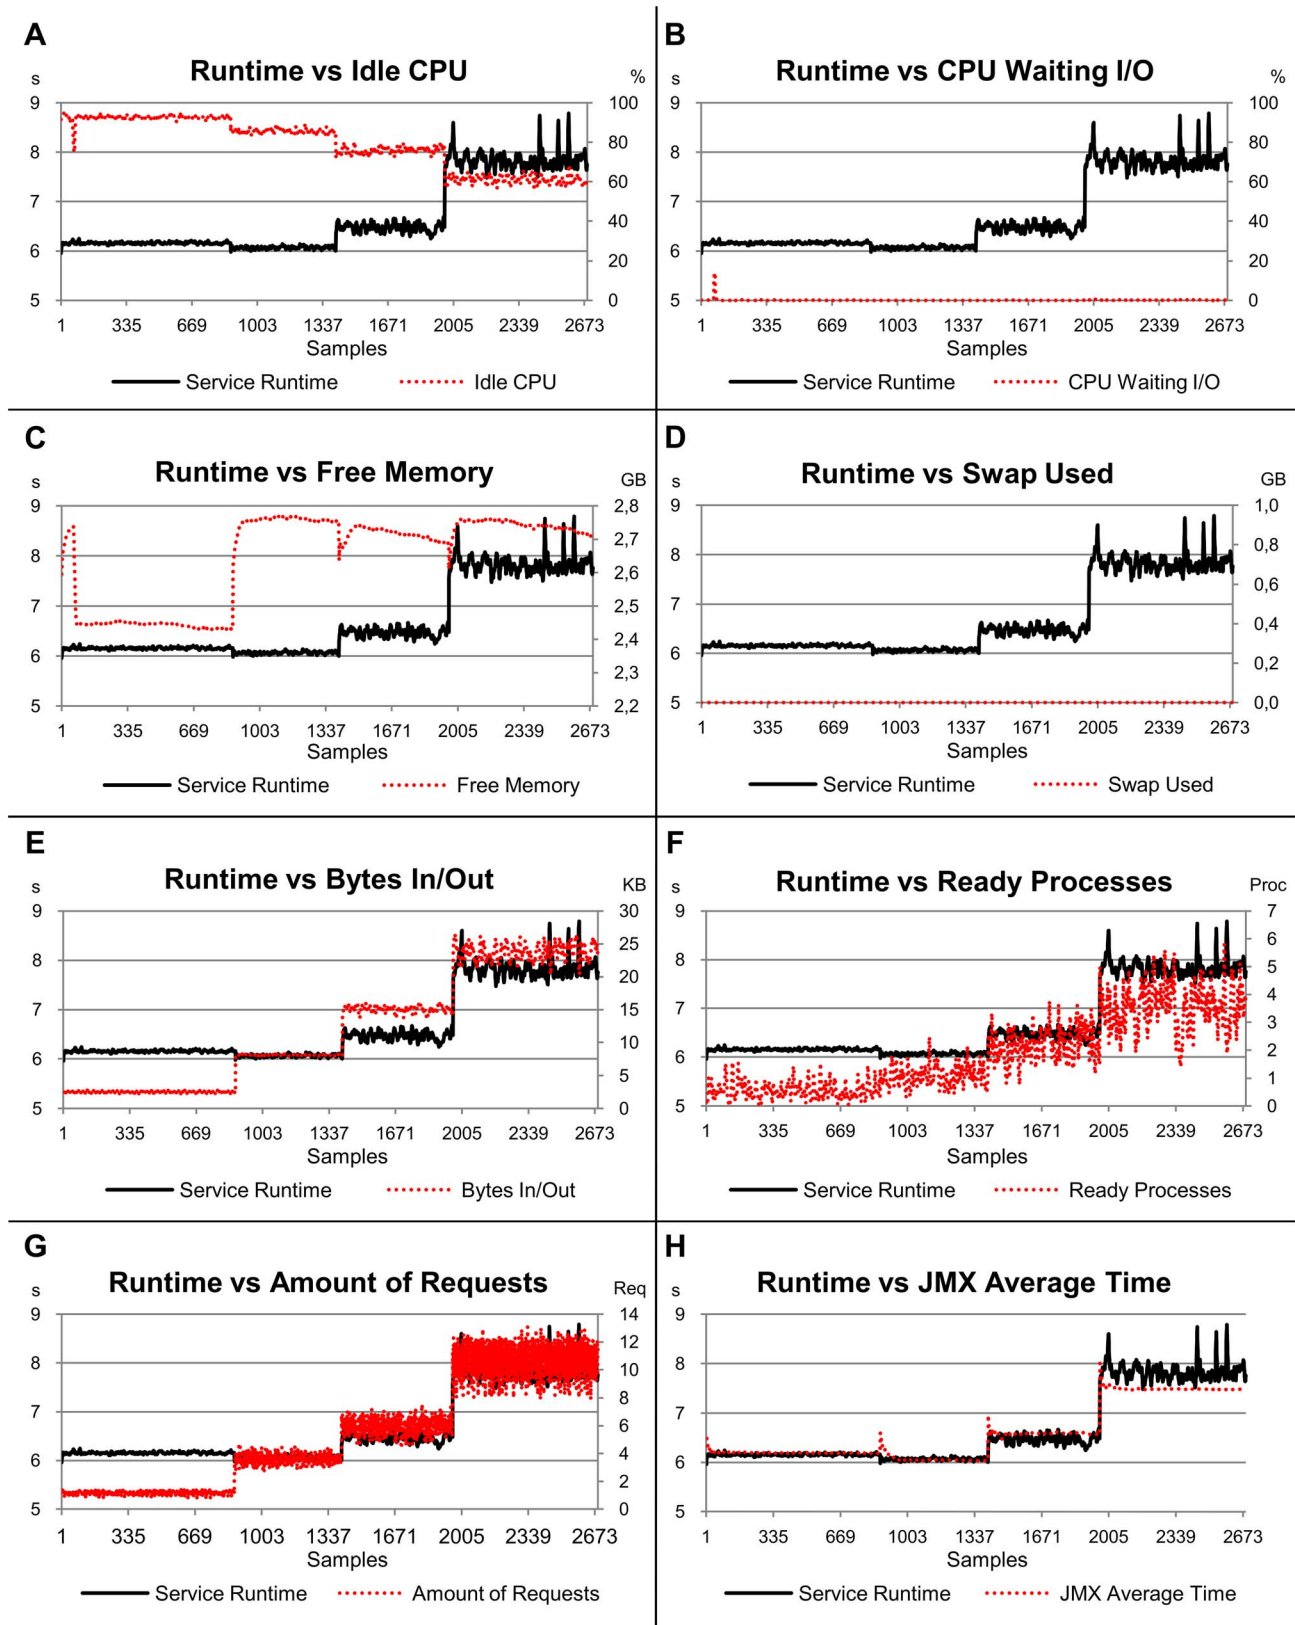 A
Runtime vs Idle CPU
s %
9 100
8 80
7 60
6 40
20
5 0
1 335 669 1003 1337 1671 2005 2339 2673
Samples
Service Runtime Idle CPU
B
Runtime vs CPU Waiting I/O
s %
9 100
8 80
7 60
6 40
20
5 0
1 335 669 1003 1337 1671 2005 2339 2673
Samples
Service Runtime CPU Waiting I/O
C
Runtime vs Free Memory
s GB
9 2,8
2,7
8 2,6
7 2,5
6 2,4
2,3
5 2,2
1 335 669 1003 1337 1671 2005 2339 2673
Samples
Service Runtime Free Memory
D
Runtime vs Swap Used
s GB
9 1,0
8 0,8
7 0,6
6 0,4
0,2
5 0,0
1 335 669 1003 1337 1671 2005 2339 2673
Samples
Service Runtime Swap Used
E
Runtime vs Bytes In/Out
s KB
9 30
25
8 20
7 15
6 10
5
5 0
1 335 669 1003 1337 1671 2005 2339 2673
Samples
Service Runtime Bytes In/Out
F
Runtime vs Ready Processes
s Proc
9 7
6
8 5
4
7 3
6 2
1
5 0
1 335 669 1003 1337 1671 2005 2339 2673
Samples
Service Runtime Ready Processes
G
Runtime vs Amount of Requests
s Req
9 14
12
8 10
8
7 6
6 4
2
5 0
1 335 669 1003 1337 1671 2005 2339 2673
Samples
Service Runtime Amount of Requests
H
Runtime vs JMX Average Time
s
9
8
7
6
5
1 335 669 1003 1337 1671 2005 2339 2673
Samples
Service Runtime JMX Average Time